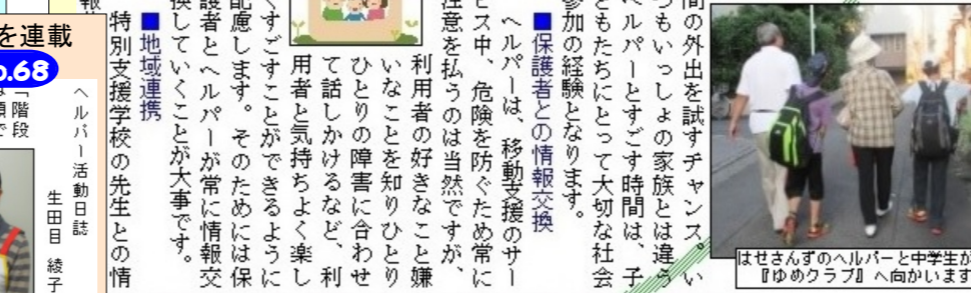 間の外出を試すチャンス。い
つもいっしょの家族とは違う
ヘルパーとすごす時間は、子
どもたちにとって大切な社会
参加の経験となります。
■保護者との情報交換
ヘルパーは、移動支援のサー
ビス中、危険を防ぐため常に
注意を払うのは当然ですが、
利用者の好きなこと嫌
いなことを知りひとり
ひとりの障害に合わせ
て話しかけるなど、利
用者と気持ちよく楽し
くすごすことができるように
配慮します。そのためには保
護者とヘルパーが常に情報交
換していくことが大事です。
■地域連携
特別支援学校の先生との情
はせさんずのヘルパーと中学生が
『ゆめクラブ』へ向かいます
を連載
o.68
ヘルパー活動日誌
「階段
生田目 綾子